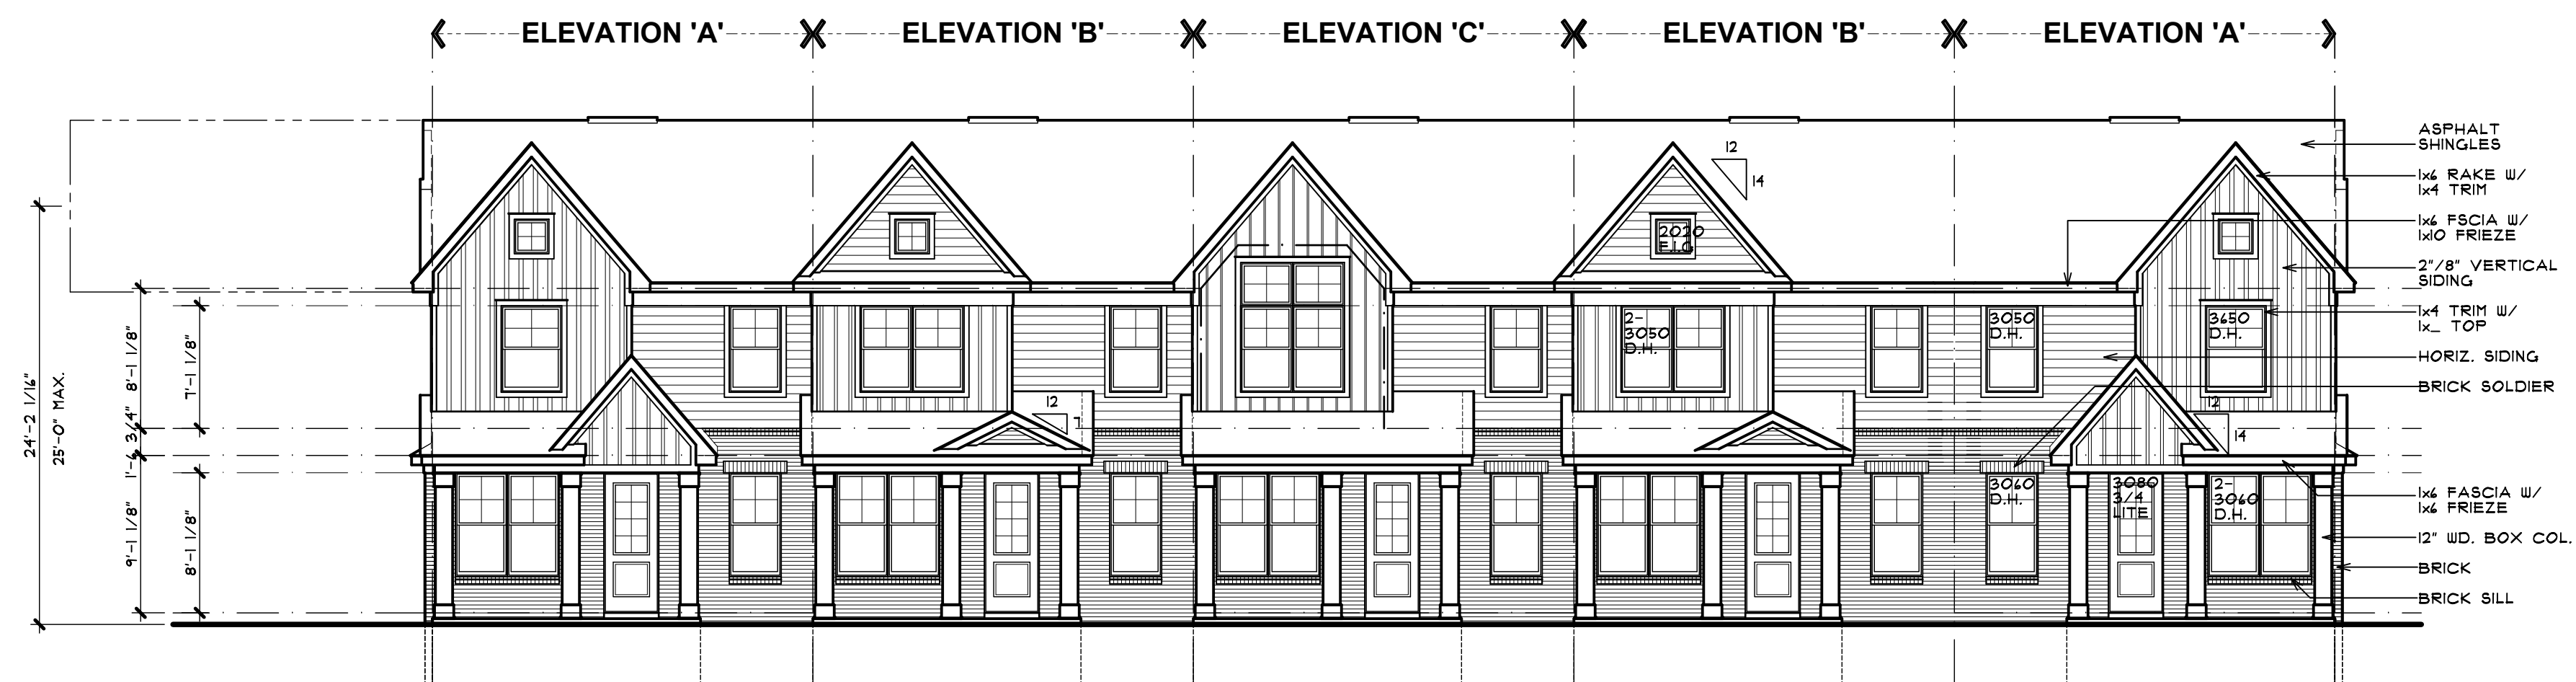 ELEVATION 'A'
ELEVATION 'B'
ELEVATION 'C'
ELEVATION 'B'
ELEVATION 'A'
12
14
2020
F.I.G.
ASPHALT
SHINGLES
1x6 RAKE W/
1x4 TRIM
1x6 FSCIA W/
1x10 FRIEZE
2"/8" VERTICAL
SIDING
1x4 TRIM W/
1x_ TOP
HORIZ. SIDING
BRICK SOLDIER
2-
3050
D.H.
3050
D.H.
3650
D.H.
12
7
12
14
24'-2 1/16"
25'-0" MAX.
8'-1 1/8"
1'-6 3/4"
9'-1 1/8"
7'-1 1/8"
8'-1 1/8"
3060
D.H.
3080
3/4
LITE
2-
3060
D.H.
1x6 FASCIA W/
1x6 FRIEZE
12" WD. BOX COL.
BRICK
BRICK SILL